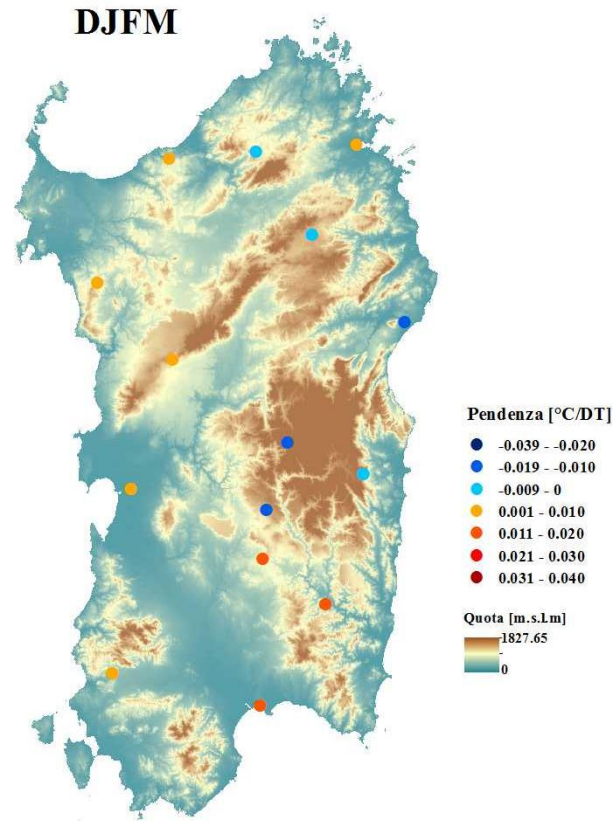 DJFM
Pendenza [°C/DT]
-0.039 - -0.020
-0.019 - -0.010
-0.009 - 0
0.001 - 0.010
0.011 - 0.020
0.021 - 0.030
0.031 - 0.040
Quota [m.s.l.m]
1827.65
-
0